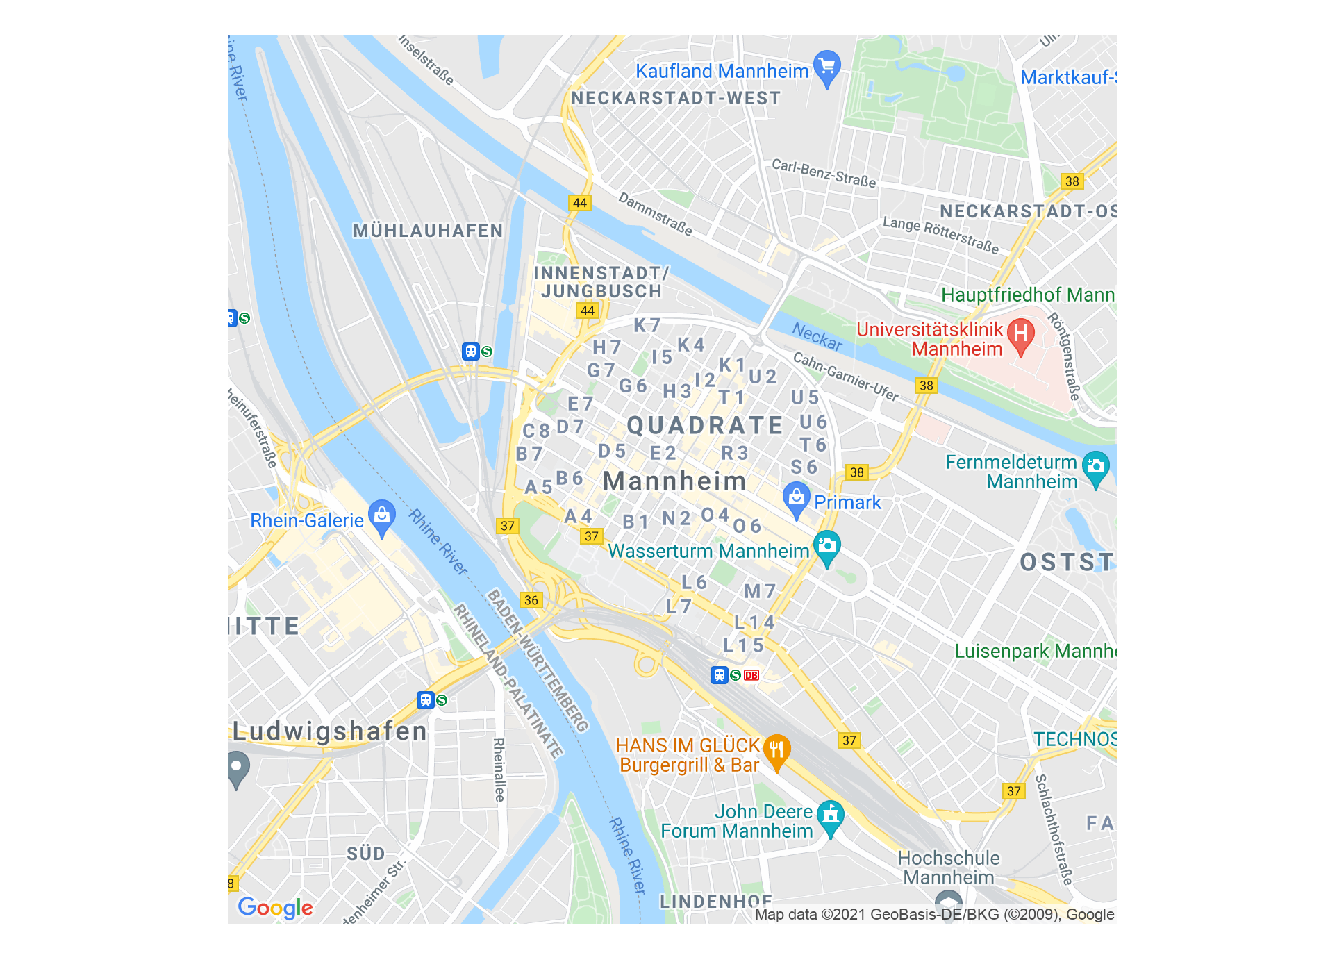 Inselstraße
Kaufland Mannheim
Marktkauf-S
NECKARSTADT-WEST
Rhine River
Carl-Benz-Straße
38
44
Dammstraße
NECKARSTADT-OS
Lange Rötterstraße
MÜHLAUHAFEN
INNENSTADT/
JUNGBUSCH
Hauptfriedhof Mann
44
S
K7
Neckar
Universitätsklinik
Mannheim
H
Röntgenstraße
H7
I5
K4
S
G7
G6
H3
I2
K1
T1
U2
Cahn-Garnier-Ufer
38
heinuferstraße
E7
U5
C8
D7
QUADRATE
U6
T6
B7
D5
E2
R3
S6
38
Fernmeldeturm
Mannheim
A5
B6
Mannheim
Primark
Rhein-Galerie
Rhine River
37
A4
B1
N2
O4
O6
37
Wasserturm Mannheim
OSTST
36
L6
M7
L7
BADEN-WÜRTTEMBERG
RHINELAND-PALATINATE
L14
ITTE
L15
Luisenpark Mannhe
S
DB
S
Ludwigshafen
Rheinallee
HANS IM GLÜCK
Burgergrill & Bar
37
TECHNOS
37
Schlachthofstraße
John Deere
Forum Mannheim
FA
Rhine River
SÜD
Hochschule
Mannheim
8
denheimer Str.
LINDENHOF
Google
Map data ©2021 GeoBasis-DE/BKG (©2009), Google